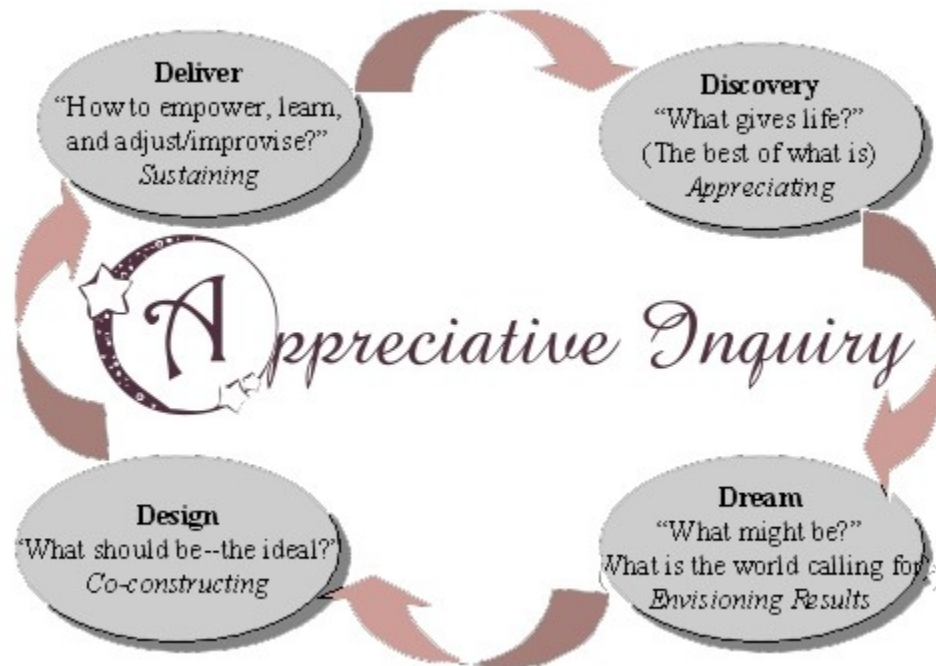 Deliver
“How to empower, learn,
and adjust/improvise?”
Sustaining
Discovery
“What gives life?”
(The best of what is)
Appreciating
Appreciative Inquiry
Design
“What should be--the ideal?”
Co-constructing
Dream
“What might be?”
(What is the world calling for)
Envisioning Results